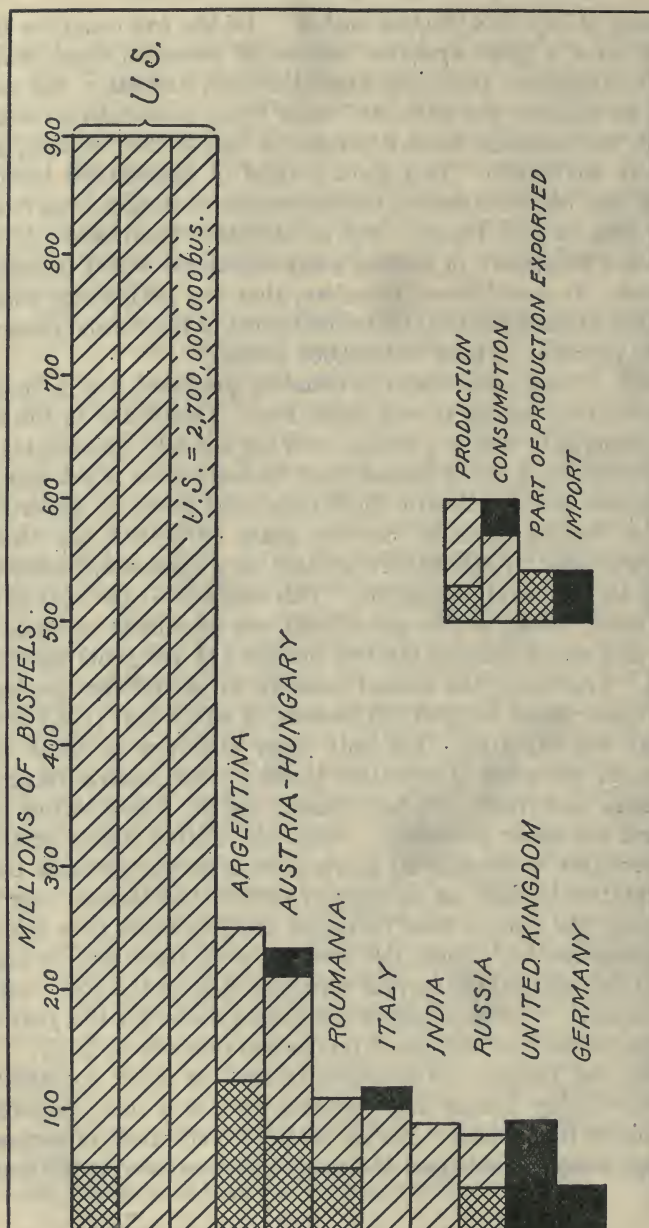 U.S.
MILLIONS OF BUSHELS.
100 200 300 400 500 600 700 800 900
U.S. = 2,700,000,000 bus.
ARGENTINA
AUSTRIA-HUNGARY
ROUMANIA
ITALY
INDIA
RUSSIA
UNITED KINGDOM
GERMANY
PRODUCTION
CONSUMPTION
PART OF PRODUCTION EXPORTED
IMPORT